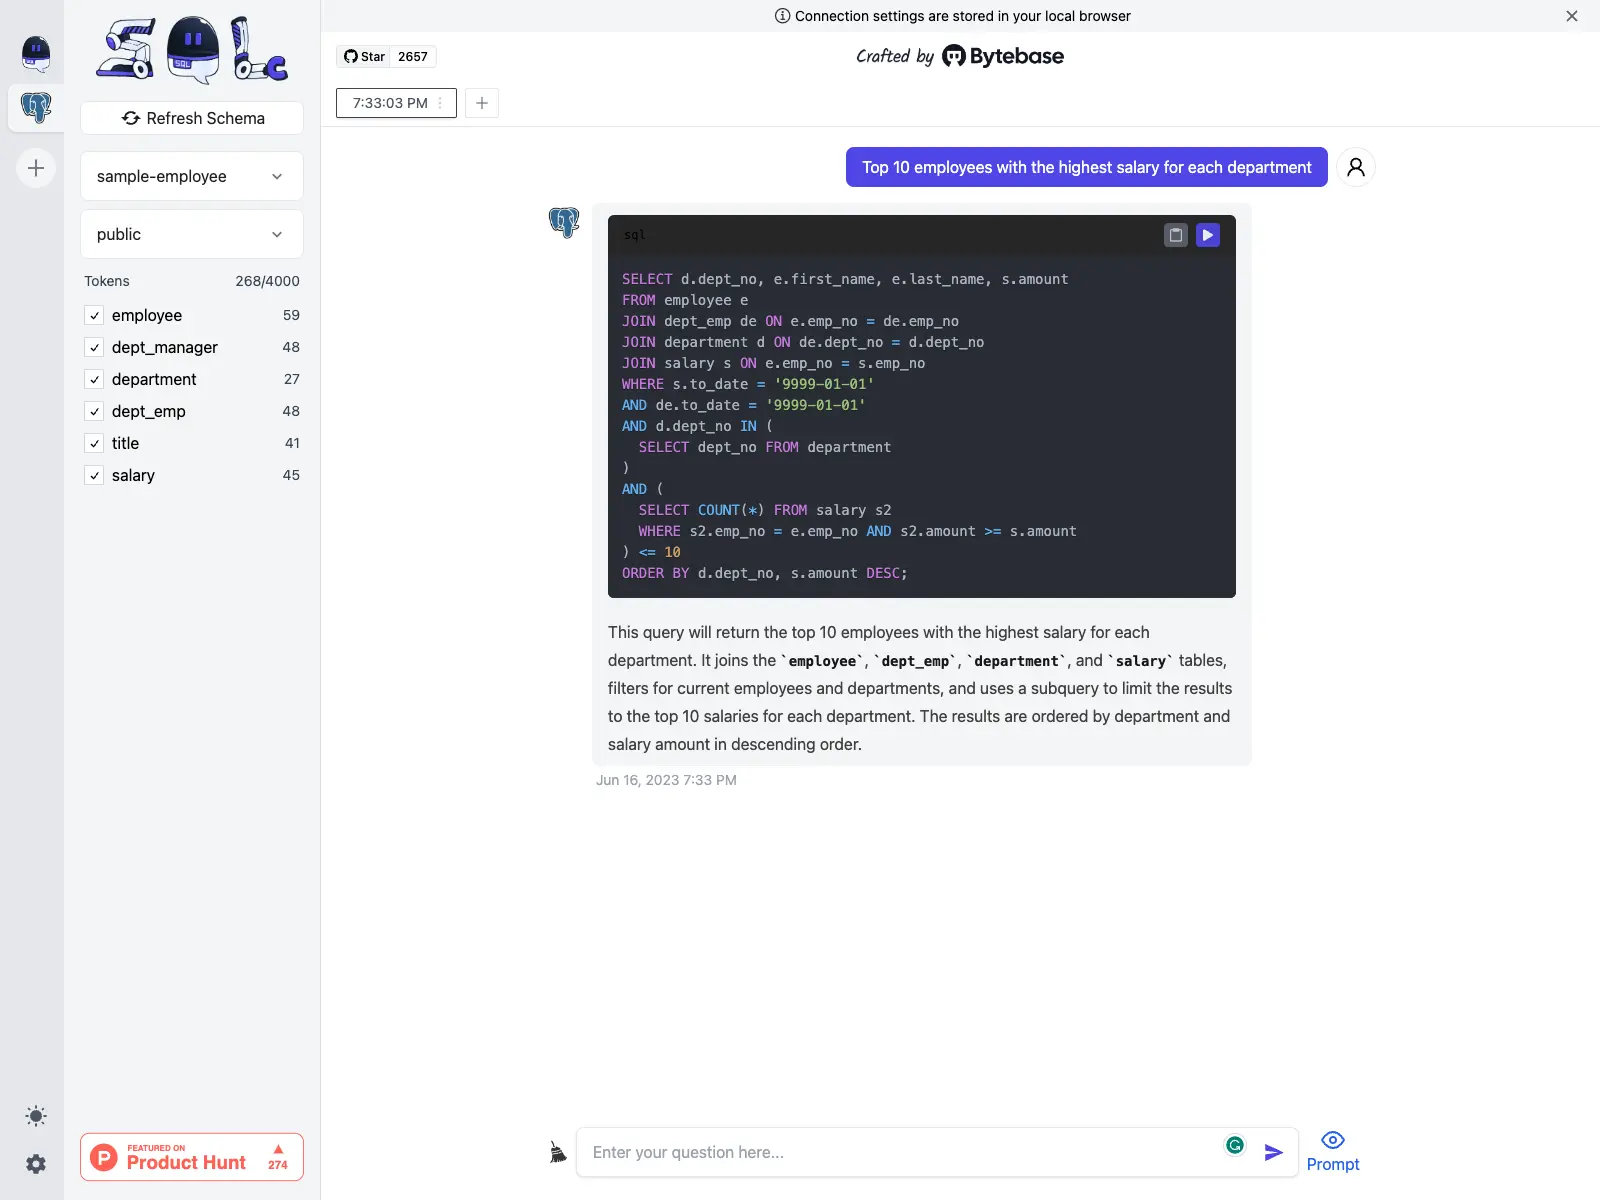 Connection settings are stored in your local browser
SQL
Star 2657
Crafted by Bytebase
Refresh Schema
7:33:03 PM
sample-employee
public
Tokens 268/4000
employee 59
dept_manager 48
department 27
dept_emp 48
title 41
salary 45
FEATURED ON
Product Hunt 274
Top 10 employees with the highest salary for each department
sql
SELECT d.dept_no, e.first_name, e.last_name, s.amount
FROM employee e
JOIN dept_emp de ON e.emp_no = de.emp_no
JOIN department d ON de.dept_no = d.dept_no
JOIN salary s ON e.emp_no = s.emp_no
WHERE s.to_date = '9999-01-01'
AND de.to_date = '9999-01-01'
AND d.dept_no IN (
  SELECT dept_no FROM department
)
AND (
  SELECT COUNT(*) FROM salary s2
  WHERE s2.emp_no = e.emp_no AND s2.amount >= s.amount
) <= 10
ORDER BY d.dept_no, s.amount DESC;
This query will return the top 10 employees with the highest salary for each
department. It joins the `employee`, `dept_emp`, `department`, and `salary` tables,
filters for current employees and departments, and uses a subquery to limit the results
to the top 10 salaries for each department. The results are ordered by department and
salary amount in descending order.
Jun 16, 2023 7:33 PM
Enter your question here...
Prompt